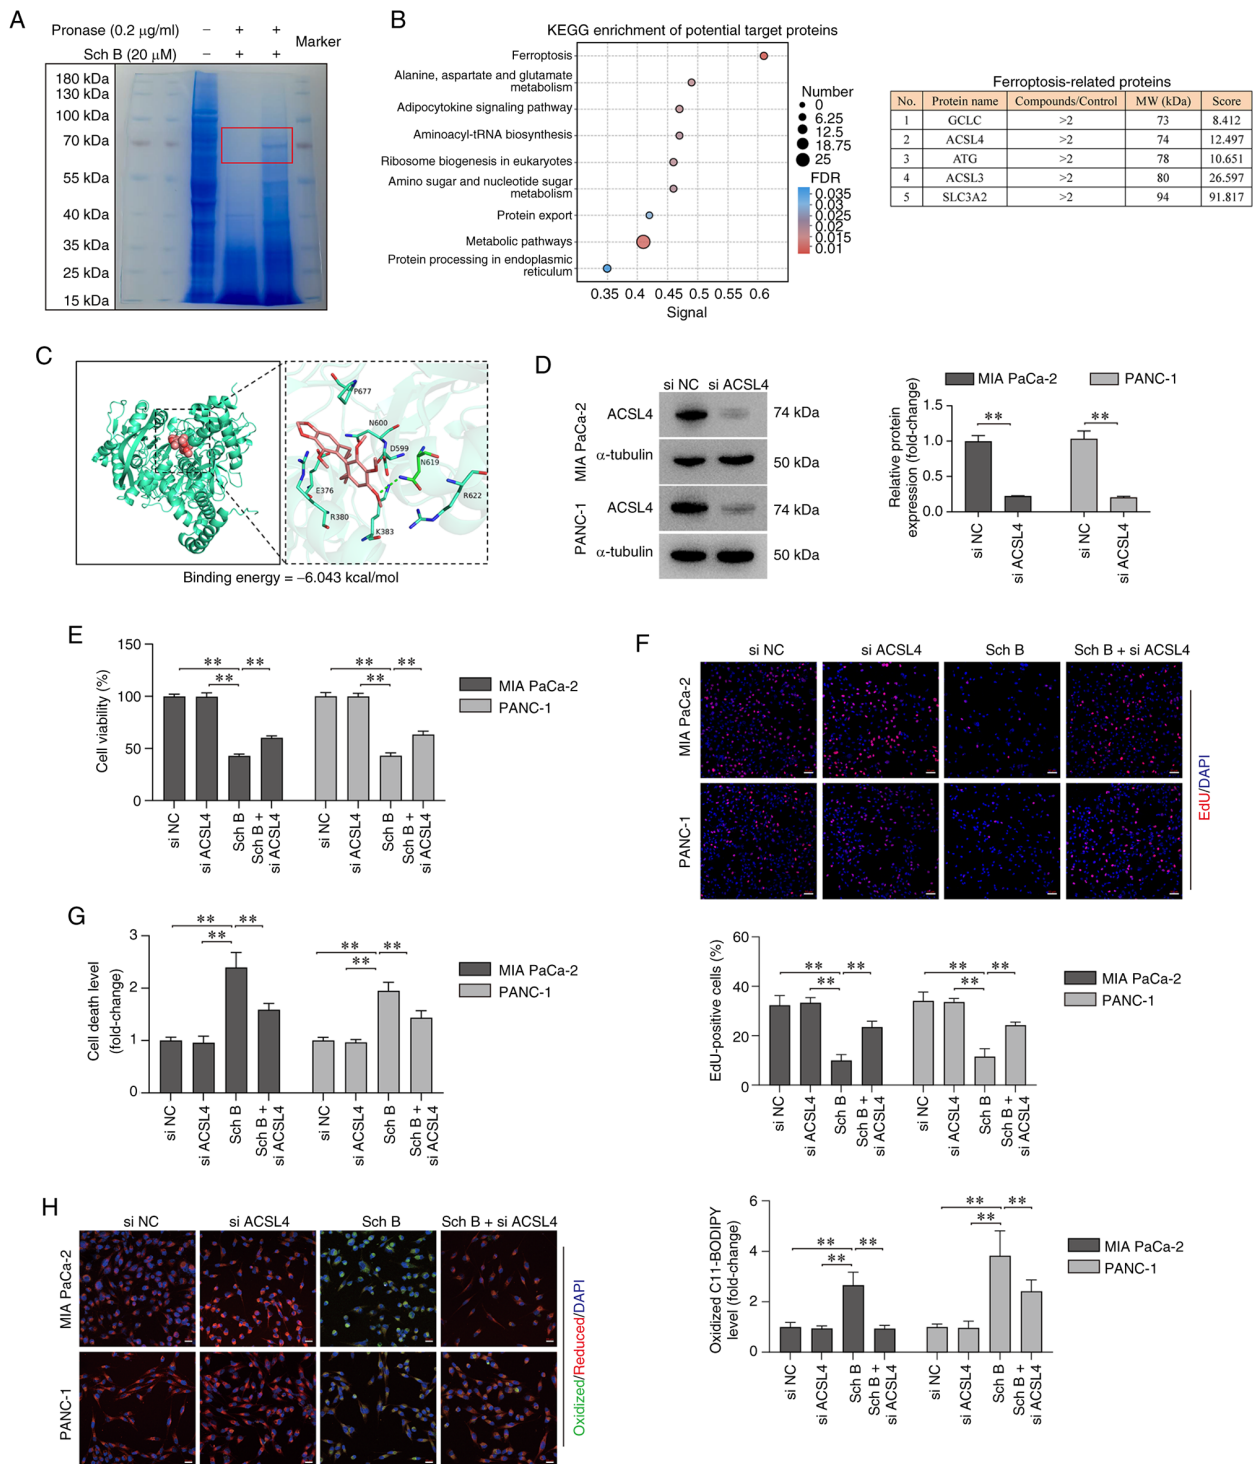 A
Pronase (0.2 μg/ml) – + +
Sch B (20 μM) – + +
Marker
180 kDa
130 kDa
100 kDa
70 kDa
55 kDa
40 kDa
35 kDa
25 kDa
15 kDa
B
KEGG enrichment of potential target proteins
Ferroptosis
Alanine, aspartate and glutamate
metabolism
Adipocytokine signaling pathway
Aminoacyl-tRNA biosynthesis
Ribosome biogenesis in eukaryotes
Amino sugar and nucleotide sugar
metabolism
Protein export
Metabolic pathways
Protein processing in endoplasmic
reticulum
0.35 0.4 0.45 0.5 0.55 0.6
Signal
Number
0
6.25
12.5
18.75
25
FDR
0.035
0.03
0.025
0.02
0.015
0.01
Ferroptosis-related proteins
No. Protein name Compounds/Control MW (kDa) Score
1 GCLC >2 73 8.412
2 ACSL4 >2 74 12.497
3 ATG >2 78 10.651
4 ACSL3 >2 80 26.597
5 SLC3A2 >2 94 91.817
C
P677
N600
D599
N619
E376
R380
K383
R622
Binding energy = –6.043 kcal/mol
D
si NC si ACSL4
MIA PaCa-2
ACSL4 74 kDa
α-tubulin 50 kDa
PANC-1
ACSL4 74 kDa
α-tubulin 50 kDa
MIA PaCa-2 PANC-1
Relative protein
expression (fold-change)
1.5
1.0
0.5
0.0
** **
si NC
si ACSL4
si NC
si ACSL4
E
Cell viability (%)
150
100
50
0
** **
**
** **
**
si NC
si ACSL4
Sch B
Sch B +
si ACSL4
si NC
si ACSL4
Sch B
Sch B +
si ACSL4
MIA PaCa-2
PANC-1
F
si NC si ACSL4 Sch B Sch B + si ACSL4
MIA PaCa-2
PANC-1
EdU/DAPI
EdU-positive cells (%)
60
40
20
0
** **
**
** **
**
si NC
si ACSL4
Sch B
Sch B +
si ACSL4
si NC
si ACSL4
Sch B
Sch B +
si ACSL4
MIA PaCa-2
PANC-1
G
Cell death level
(fold-change)
3
2
1
0
** **
**
** **
**
si NC
si ACSL4
Sch B
Sch B +
si ACSL4
si NC
si ACSL4
Sch B
Sch B +
si ACSL4
MIA PaCa-2
PANC-1
H
si NC si ACSL4 Sch B Sch B + si ACSL4
MIA PaCa-2
PANC-1
Oxidized/Reduced/DAPI
Oxidized C11-BODIPY
level (fold-change)
6
4
2
0
** **
**
** **
**
si NC
si ACSL4
Sch B
Sch B +
si ACSL4
si NC
si ACSL4
Sch B
Sch B +
si ACSL4
MIA PaCa-2
PANC-1